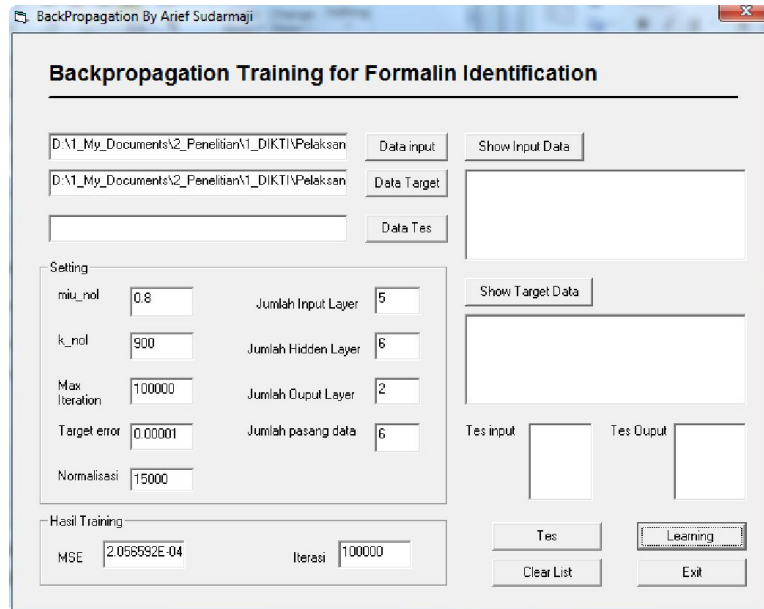 BackPropagation By Arief Sudarmaji
Backpropagation Training for Formalin Identification
D:\1_My_Documents\2_Penelitian\1_DIKTI\Pelaksan
Data input
Show Input Data
D:\1_My_Documents\2_Penelitian\1_DIKTI\Pelaksan
Data Target
Data Tes
Setting
miu_nol
0.8
Jumlah Input Layer
5
k_nol
900
Jumlah Hidden Layer
6
Max
Iteration
100000
Jumlah Ouput Layer
2
Target error
0.00001
Jumlah pasang data
6
Normalisasi
15000
Show Target Data
Tes input
Tes Ouput
Hasil Training
MSE
2.056592E-04
Iterasi
100000
Tes
Learning
Clear List
Exit